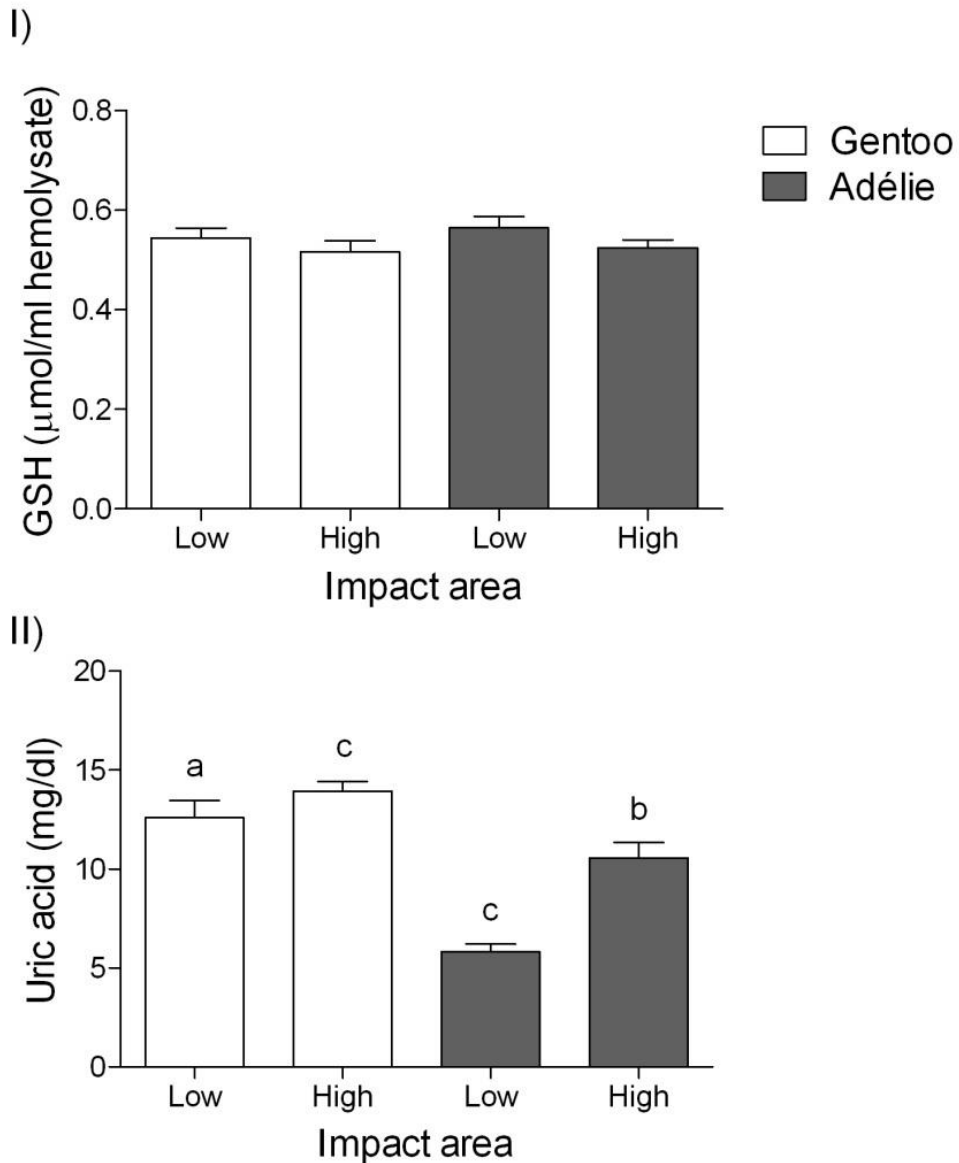 I)
GSH (μmol/ml hemolysate)
0.8
0.6
0.4
0.2
0.0
Low High Low High
Impact area
Gentoo
Adélie
II)
Uric acid (mg/dl)
20
15
10
5
0
a
c
c
b
Low High Low High
Impact area